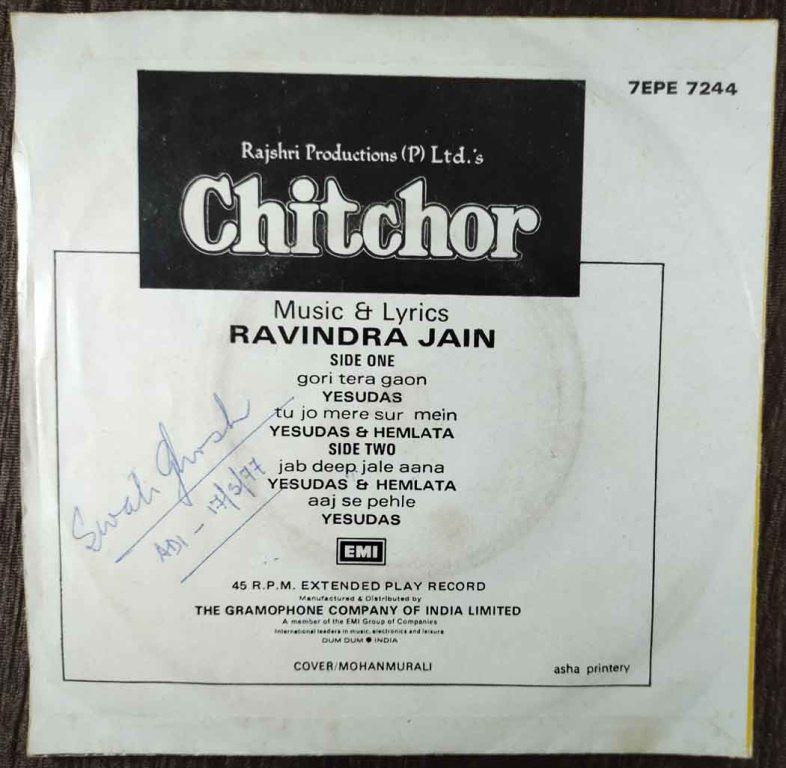 7EPE 7244
Rajshri Productions (P) Ltd.'s
Chitchor
Music & Lyrics
RAVINDRA JAIN
SIDE ONE
gori tera gaon
YESUDAS
tu jo mere sur mein
YESUDAS & HEMLATA
SIDE TWO
jab deep jale aana
YESUDAS & HEMLATA
aaj se pehle
YESUDAS
Swati Ghosh
ADI - 17/5/77
EMI
45 R.P.M. EXTENDED PLAY RECORD
Manufactured & Distributed by
THE GRAMOPHONE COMPANY OF INDIA LIMITED
A member of the EMI Group of Companies
International leaders in music, electronics and leisure
DUM DUM ● INDIA
COVER/MOHANMURALI
asha printery